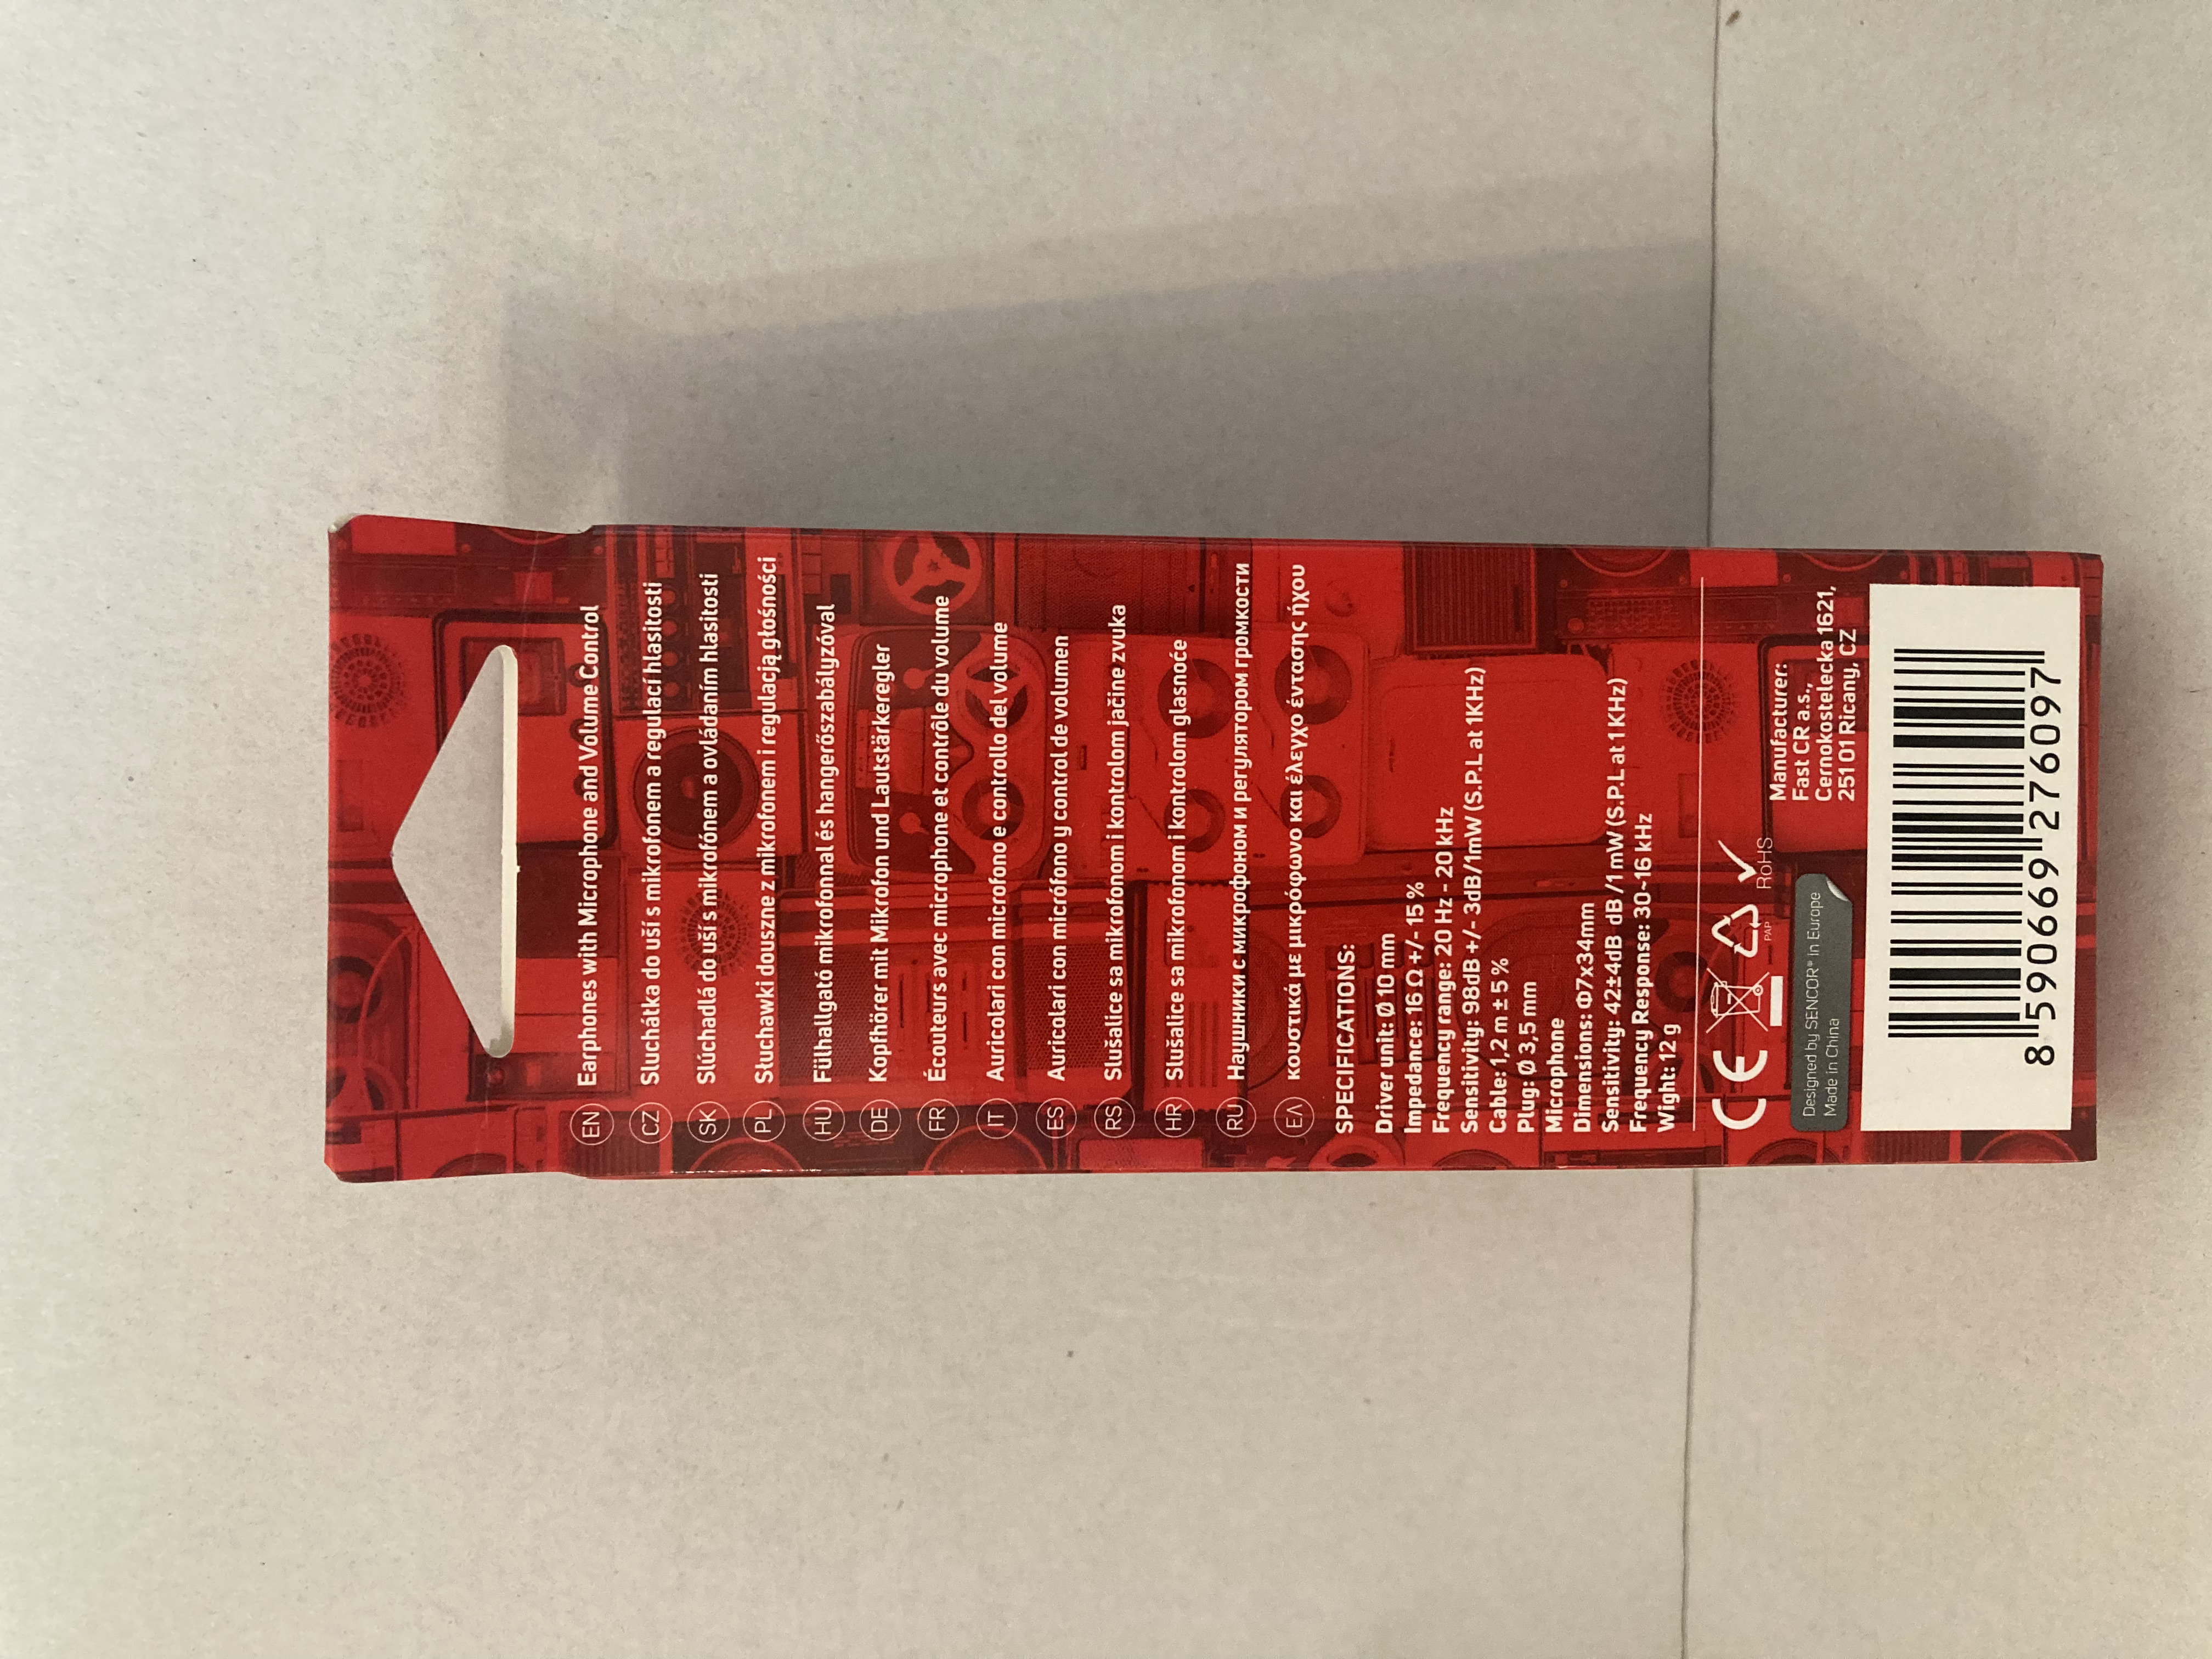 EN Earphones with Microphone and Volume Control
CZ Sluchátka do uší s mikrofonem a regulací hlasitosti
SK Slúchadlá do uší s mikrofónem a ovládaním hlasitosti
PL Słuchawki douszne z mikrofonem i regulacją głośności
HU Fülhallgató mikrofonnal és hangerőszabályzóval
DE Kopfhörer mit Mikrofon und Lautstärkeregler
FR Écouteurs avec microphone et contrôle du volume
IT Auricolari con microfono e controllo del volume
ES Auricolari con micrófono y control de volumen
RS Slušalice sa mikrofonom i kontrolom jačine zvuka
HR Slušalice sa mikrofonom i kontrolom glasnoće
RU Наушники с микрофоном и регулятором громкости
ΕΛ κουστικά με μικρόφωνο και έλεγχο έντασης ήχου
SPECIFICATIONS:
Driver unit: Ø 10 mm
Impedance: 16 Ω +/- 15 %
Frequency range: 20 Hz - 20 kHz
Sensitivity: 98dB +/- 3dB/1mW (S.P.L at 1KHz)
Cable: 1,2 m ± 5 %
Plug: Ø 3,5 mm
Microphone
Dimensions: Φ7x34mm
Sensitivity: 42±4dB dB/1 mW (S.P.L at 1 KHz)
Frequency Response: 30~16 kHz
Wight: 12 g
CE
PAP
RoHS
Manufacturer:
Fast CR a.s.,
Cernokostelecka 1621,
251 01 Ricany, CZ
Designed by SENCOR® in Europe
Made in China
8 590669 276097